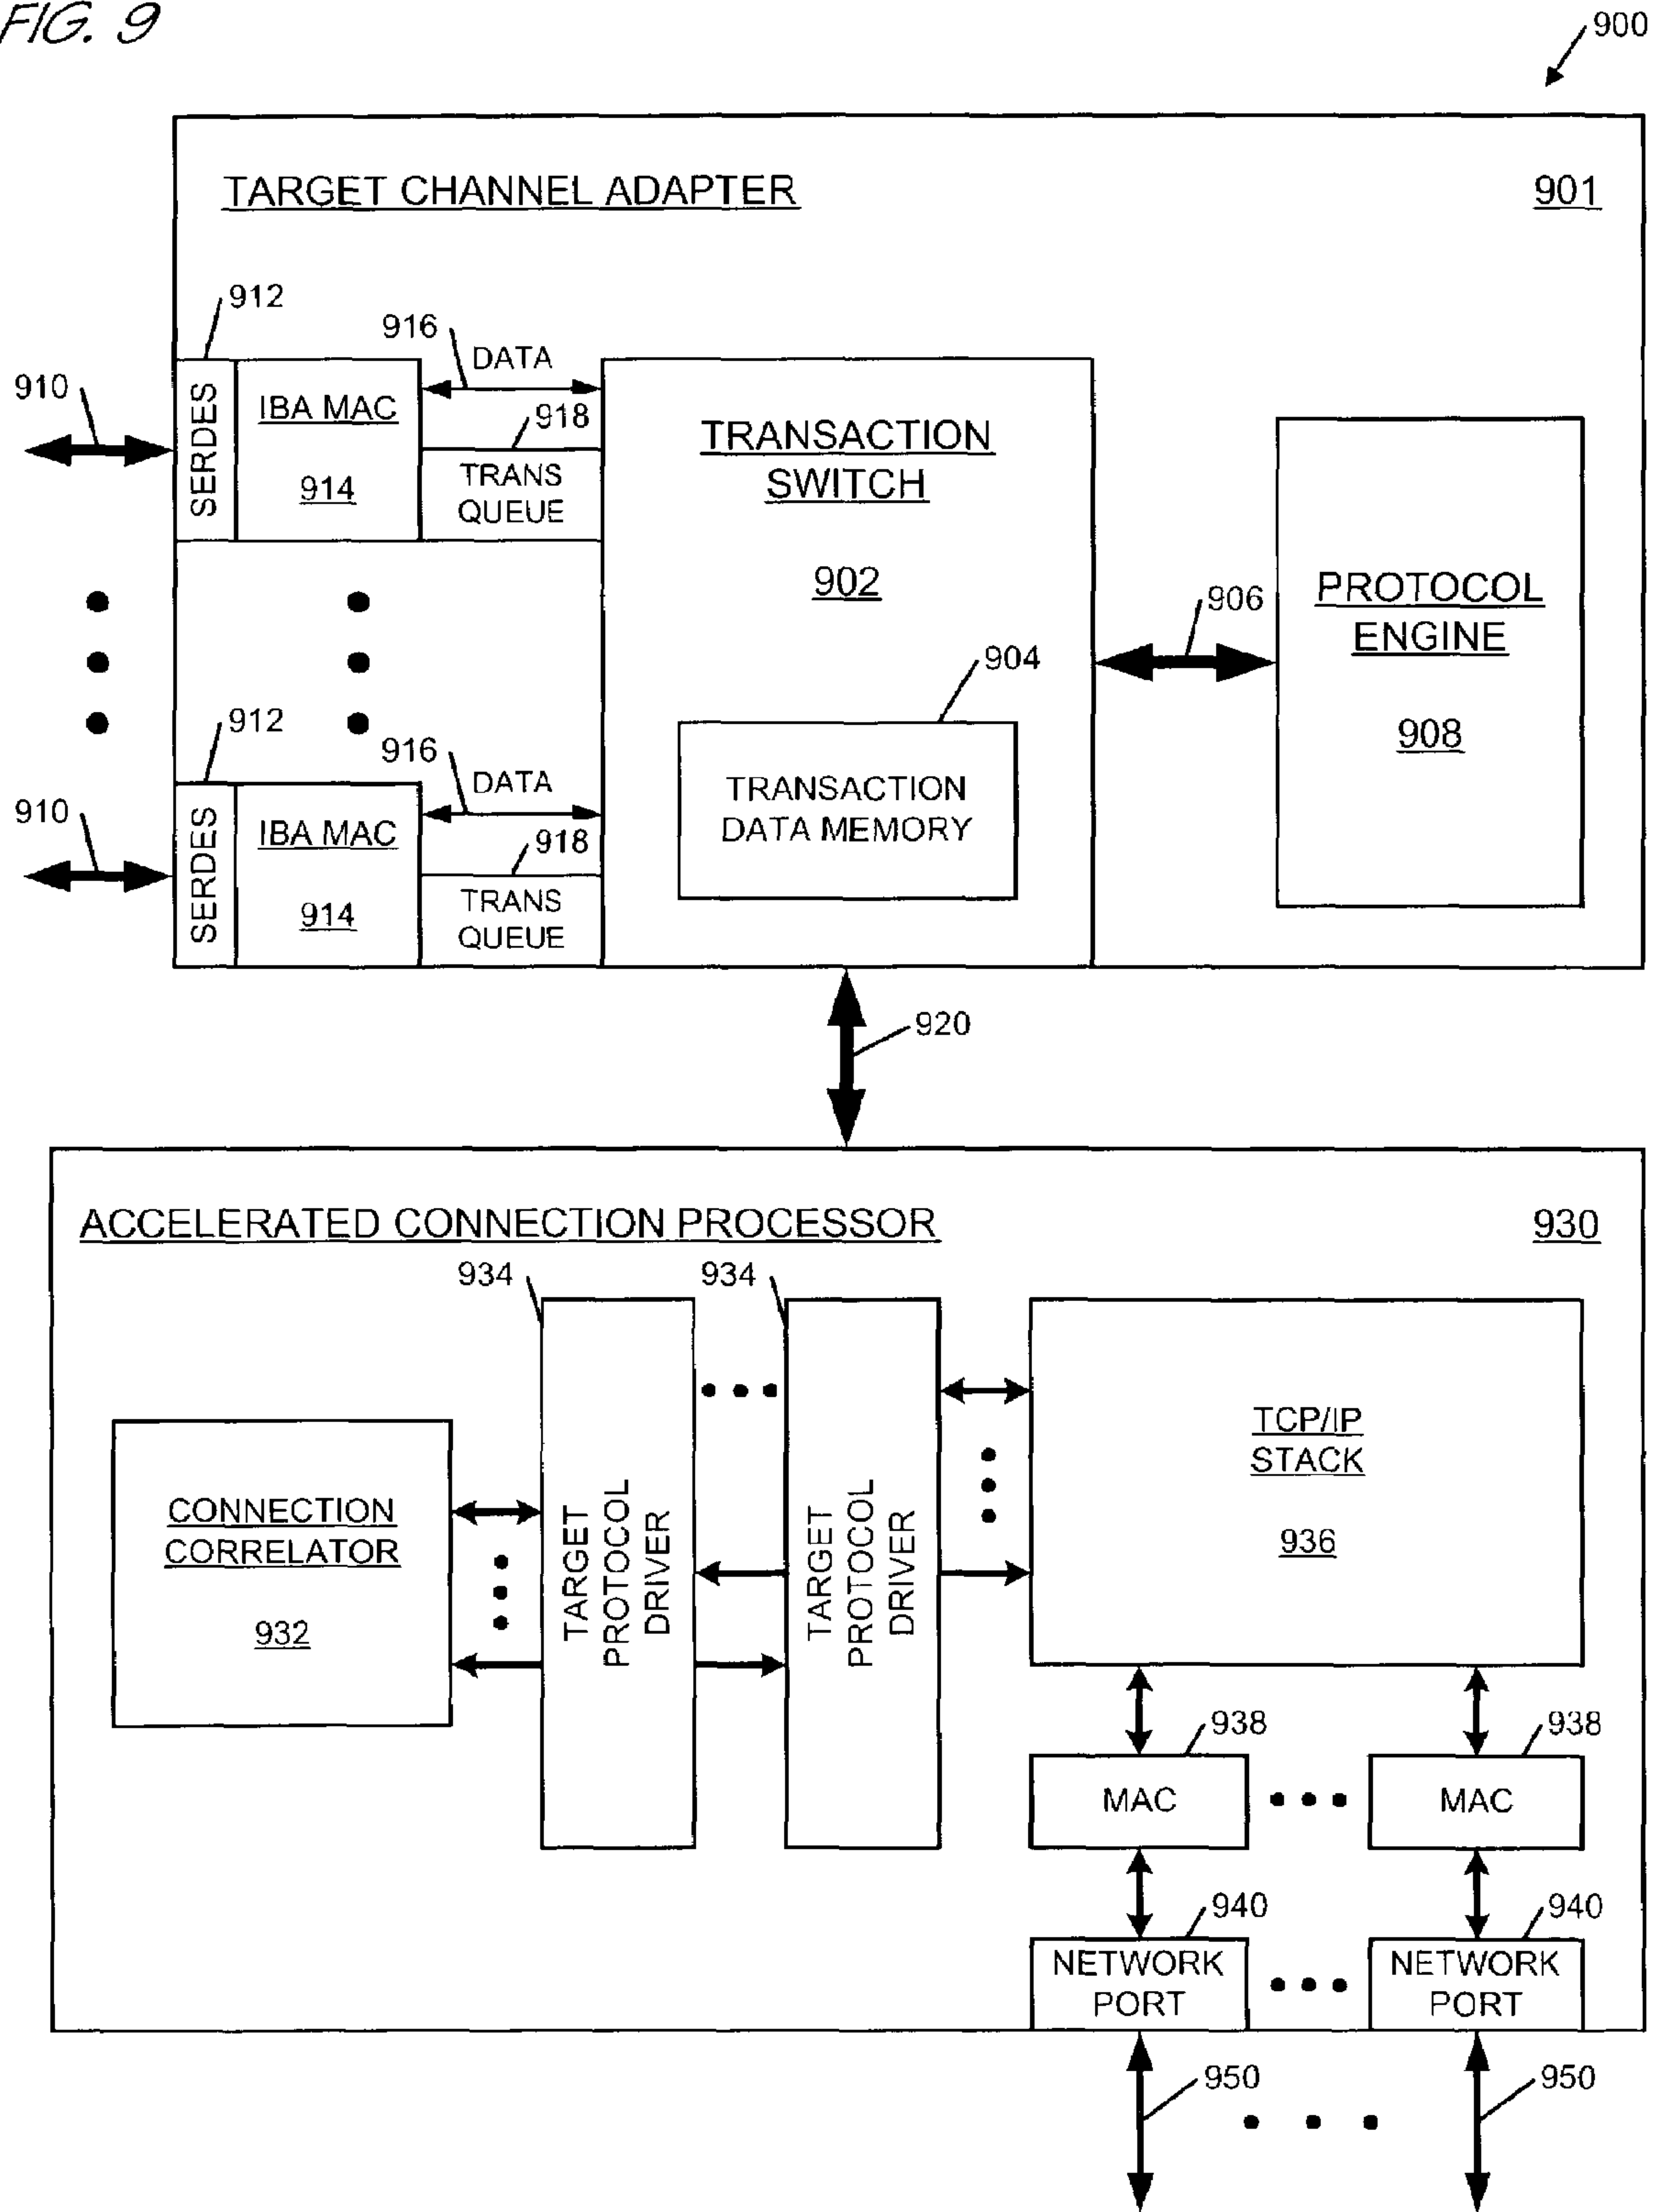 FIG. 9
900
TARGET CHANNEL ADAPTER
901
912
916
DATA
910
SERDES
IBA MAC
914
918
TRANS
QUEUE
TRANSACTION
SWITCH
902
906
PROTOCOL
ENGINE
908
904
TRANSACTION
DATA MEMORY
912
916
DATA
910
SERDES
IBA MAC
914
918
TRANS
QUEUE
920
ACCELERATED CONNECTION PROCESSOR
930
934
934
CONNECTION
CORRELATOR
932
TARGET
PROTOCOL
DRIVER
TARGET
PROTOCOL
DRIVER
TCP/IP
STACK
936
938
938
MAC
MAC
940
940
NETWORK
PORT
NETWORK
PORT
950
950